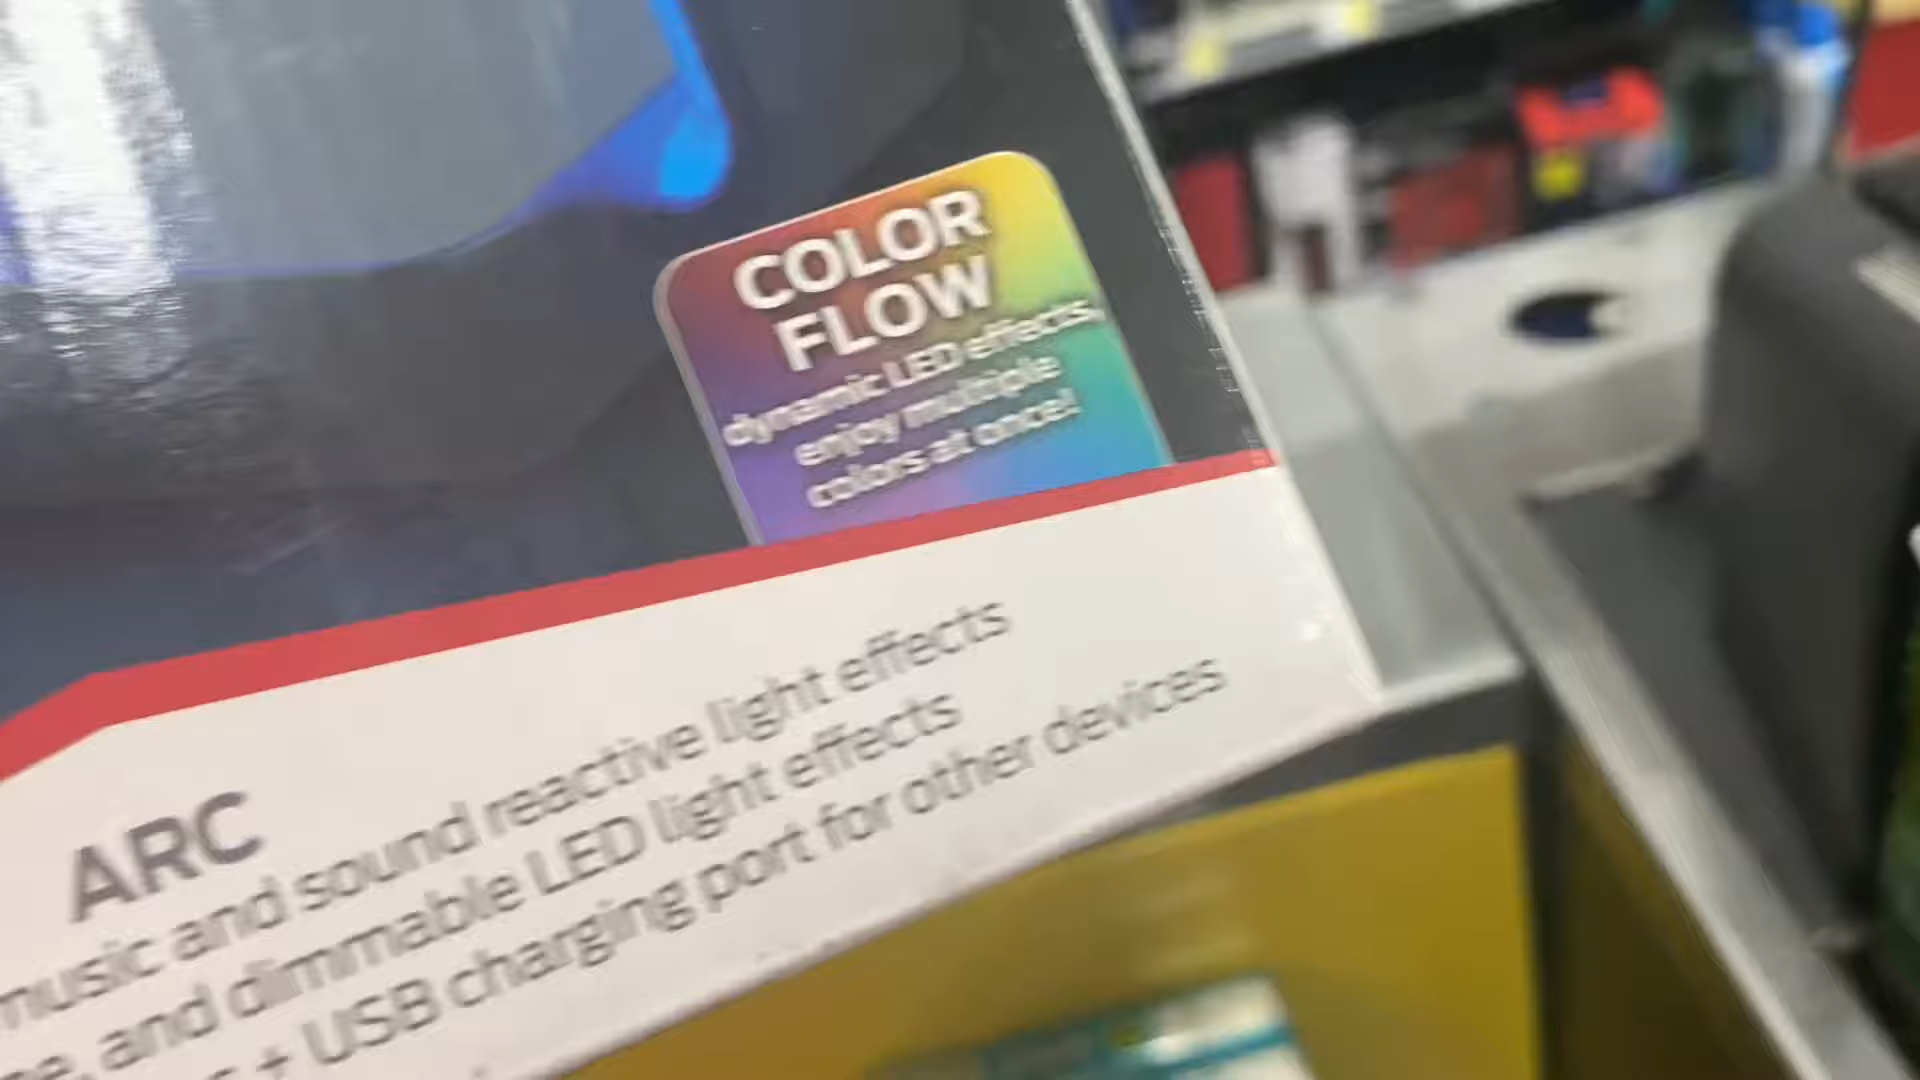 COLOR
FLOW
dynamic LED effects,
enjoy multiple
colors at once!
ARC
music and sound reactive light effects
and dimmable LED light effects
+ USB charging port for other devices